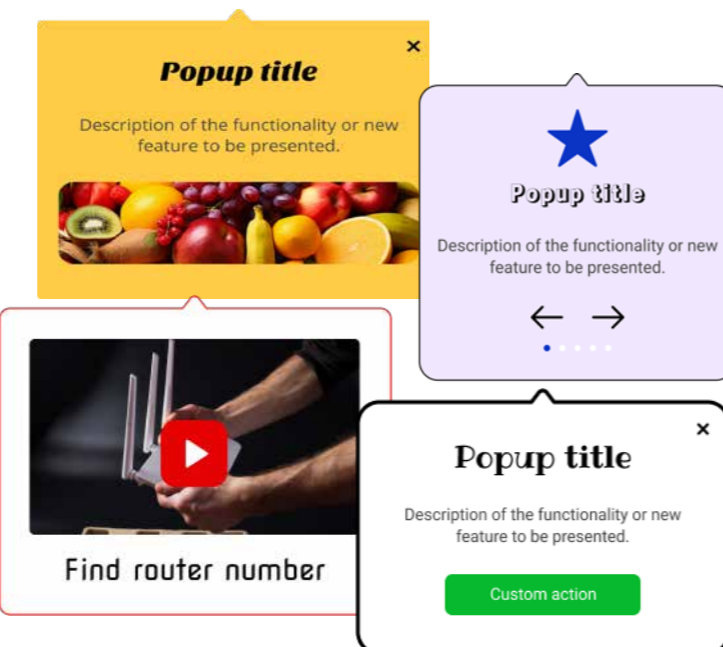 Popup title
Description of the functionality or new
feature to be presented.
Popup title
Description of the functionality or new
feature to be presented.
Find router number
Popup title
Description of the functionality or new
feature to be presented.
Custom action